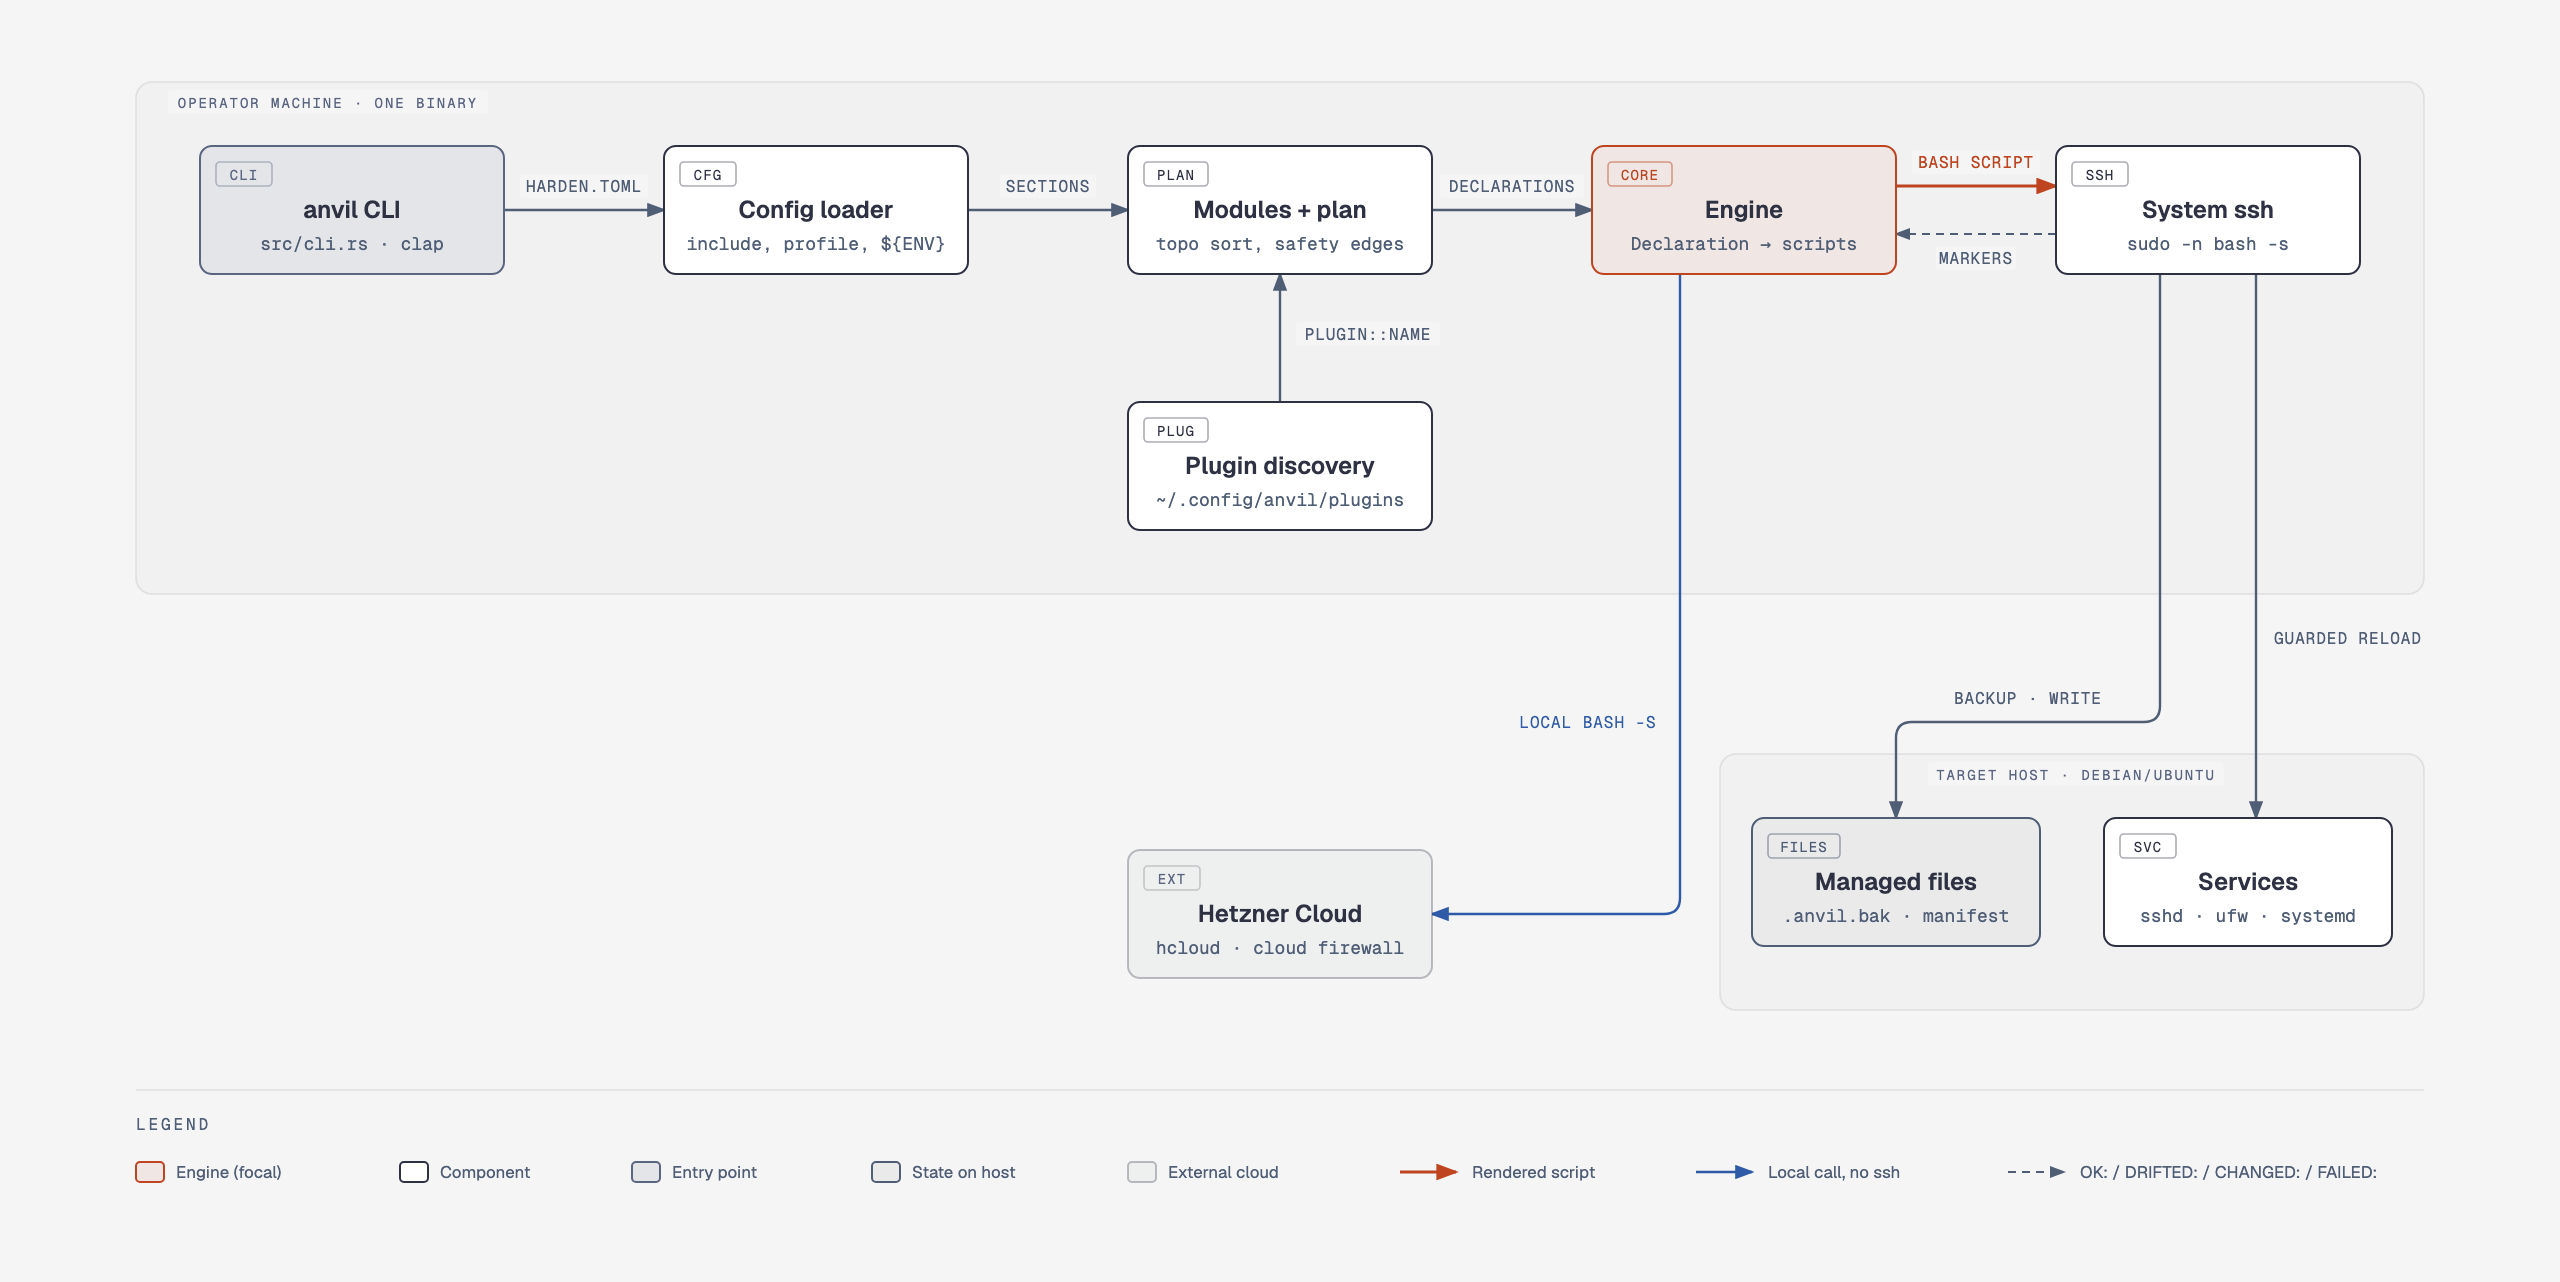 OPERATOR MACHINE · ONE BINARY
CLI
anvil CLI
src/cli.rs · clap
HARDEN.TOML
CFG
Config loader
include, profile, ${ENV}
SECTIONS
PLAN
Modules + plan
topo sort, safety edges
DECLARATIONS
CORE
Engine
Declaration → scripts
BASH SCRIPT
MARKERS
SSH
System ssh
sudo -n bash -s
PLUGIN::NAME
PLUG
Plugin discovery
~/.config/anvil/plugins
GUARDED RELOAD
BACKUP · WRITE
LOCAL BASH -S
TARGET HOST · DEBIAN/UBUNTU
EXT
Hetzner Cloud
hcloud · cloud firewall
FILES
Managed files
.anvil.bak · manifest
SVC
Services
sshd · ufw · systemd
LEGEND
Engine (focal)
Component
Entry point
State on host
External cloud
Rendered script
Local call, no ssh
OK: / DRIFTED: / CHANGED: / FAILED: